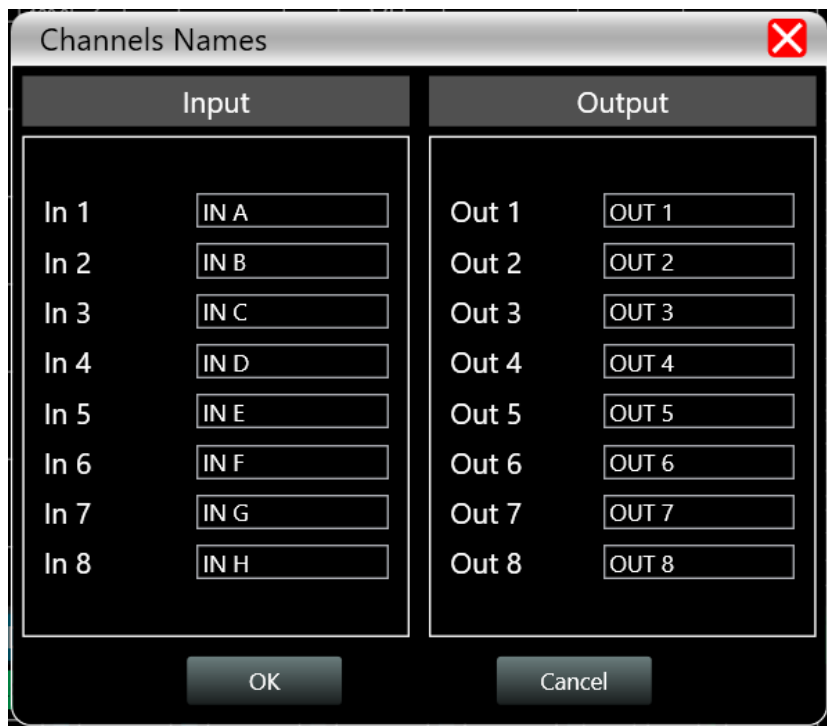 Channels Names
Input
Output
In 1 IN A Out 1 OUT 1
In 2 IN B Out 2 OUT 2
In 3 IN C Out 3 OUT 3
In 4 IN D Out 4 OUT 4
In 5 IN E Out 5 OUT 5
In 6 IN F Out 6 OUT 6
In 7 IN G Out 7 OUT 7
In 8 IN H Out 8 OUT 8
OK
Cancel